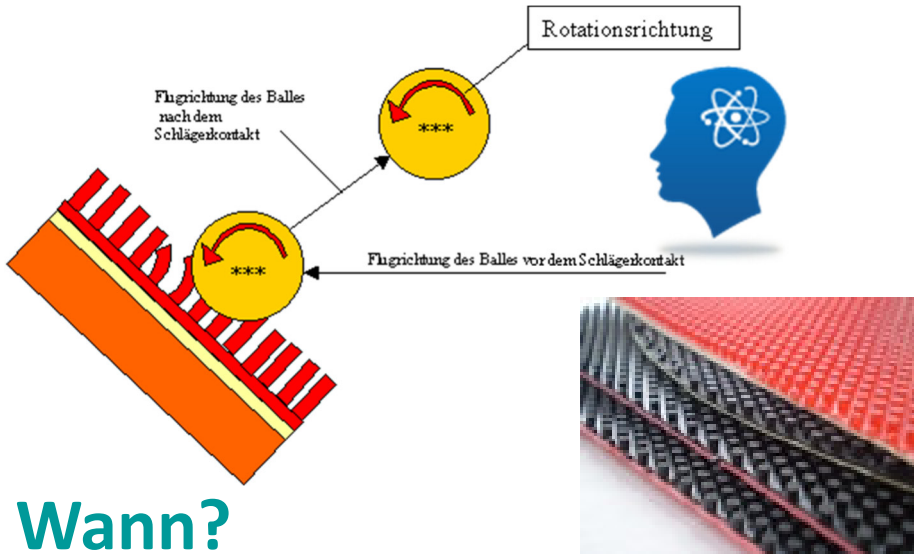 Rotationsrichtung
Flugrichtung des Balles
nach dem
Schlägerkontakt
***
***
Flugrichtung des Balles vor dem Schlägerkontakt
Wann?